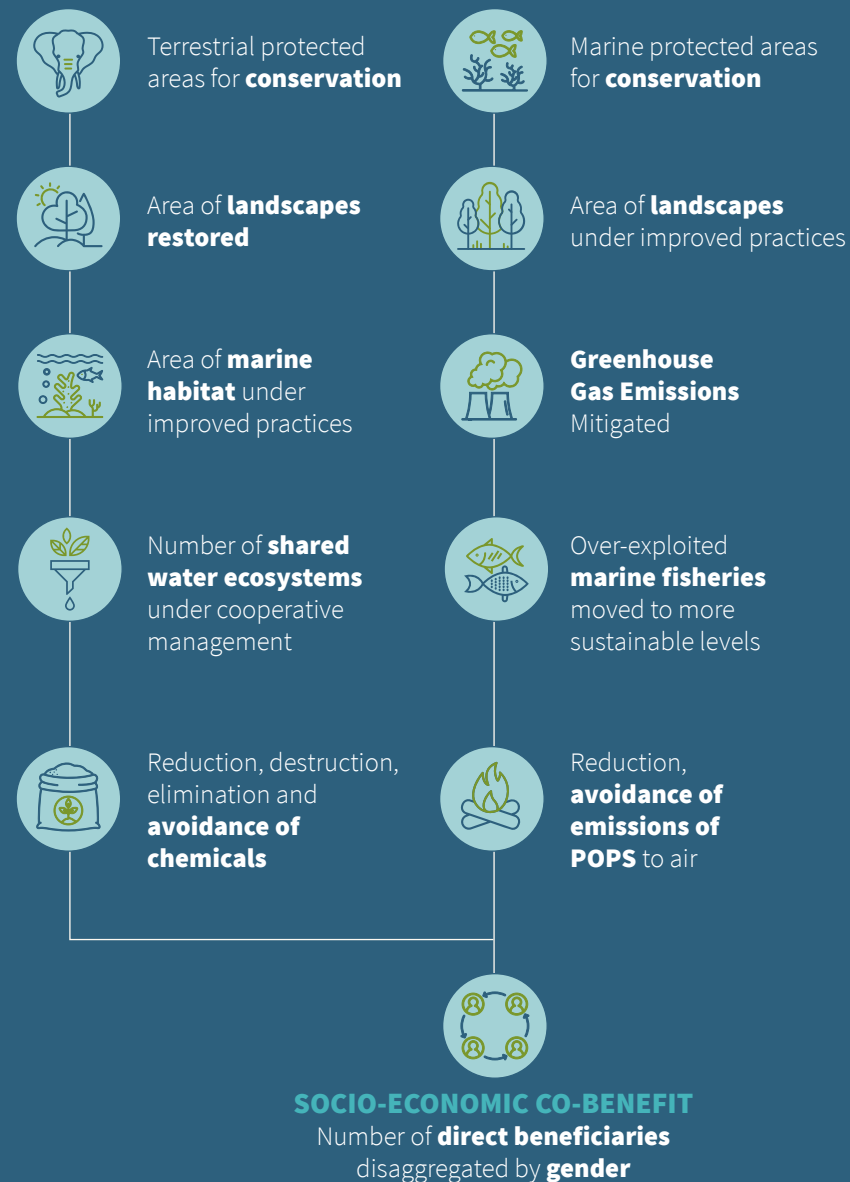 Terrestrial protected
areas for conservation
Marine protected areas
for conservation
Area of landscapes
restored
Area of landscapes
under improved practices
Area of marine
habitat under
improved practices
Greenhouse
Gas Emissions
Mitigated
Number of shared
water ecosystems
under cooperative
management
Over-exploited
marine fisheries
moved to more
sustainable levels
Reduction, destruction,
elimination and
avoidance of
chemicals
Reduction,
avoidance of
emissions of
POPS to air
SOCIO-ECONOMIC CO-BENEFIT
Number of direct beneficiaries
disaggregated by gender